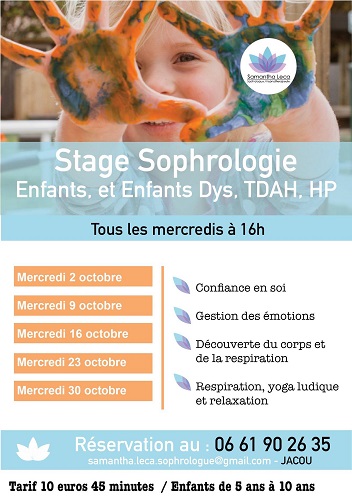 Samantha Leca
Stage Sophrologie
Enfants, et Enfants Dys, TDAH, HP
Tous les mercredis à 16h
Mercredi 2 octobre
Mercredi 9 octobre
Mercredi 16 octobre
Mercredi 23 octobre
Mercredi 30 octobre
Confiance en soi
Gestion des émotions
Découverte du corps et
de la respiration
Respiration, yoga ludique
et relaxation
Réservation au : 06 61 90 26 35
samantha.leca.sophrologue@gmail.com - JACOU
Tarif 10 euros 45 minutes / Enfants de 5 ans à 10 ans